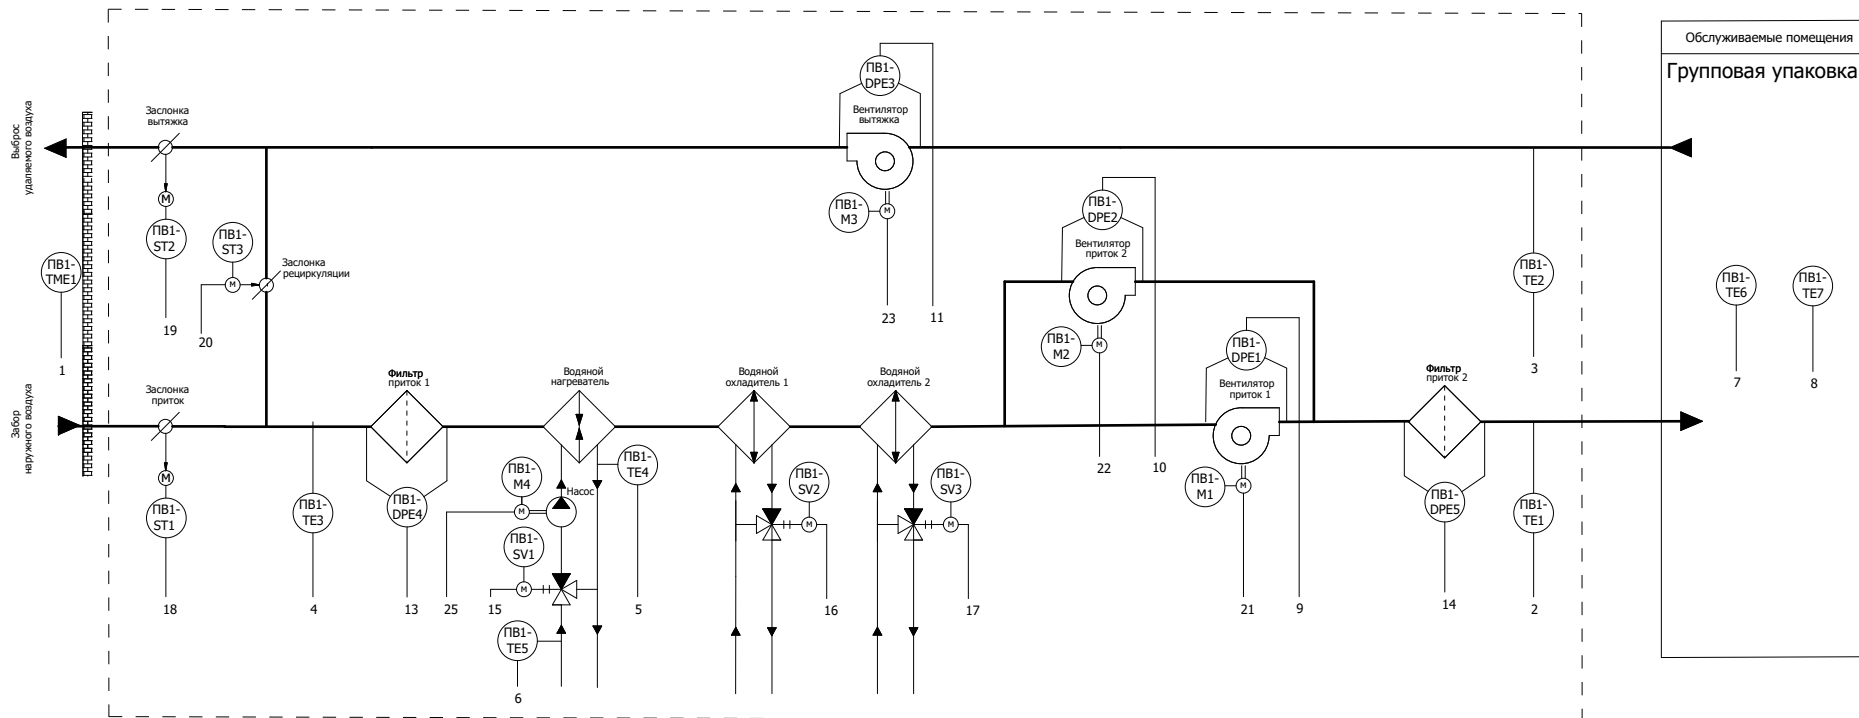 Обслуживаемые помещения
Групповая упаковка
Выброс
удаляемого воздуха
Заслонка
вытяжка
M
ПВ1-
ST2
19
ПВ1-
ST3
M
20
Заслонка
рециркуляции
ПВ1-
TME1
1
ПВ1-
DPE3
Вентилятор
вытяжка
ПВ1-
M3
M
23
11
ПВ1-
DPE2
Вентилятор
приток 2
ПВ1-
M2
M
22
10
ПВ1-
DPE1
Вентилятор
приток 1
ПВ1-
M1
M
21
9
ПВ1-
TE2
3
ПВ1-
TE6
7
ПВ1-
TE7
8
Забор
наружного воздуха
Заслонка
приток
M
ПВ1-
ST1
18
ПВ1-
TE3
4
Фильтр
приток 1
ПВ1-
DPE4
13
Водяной
нагреватель
ПВ1-
M4
M
Насос
25
ПВ1-
SV1
M
15
ПВ1-
TE4
5
ПВ1-
TE5
6
Водяной
охладитель 1
ПВ1-
SV2
M
16
Водяной
охладитель 2
ПВ1-
SV3
M
17
Фильтр
приток 2
ПВ1-
DPE5
14
ПВ1-
TE1
2